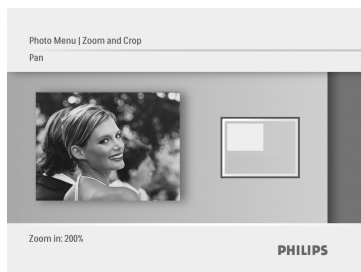 Photo Menu | Zoom and Crop
Pan
Zoom in: 200%
PHILIPS